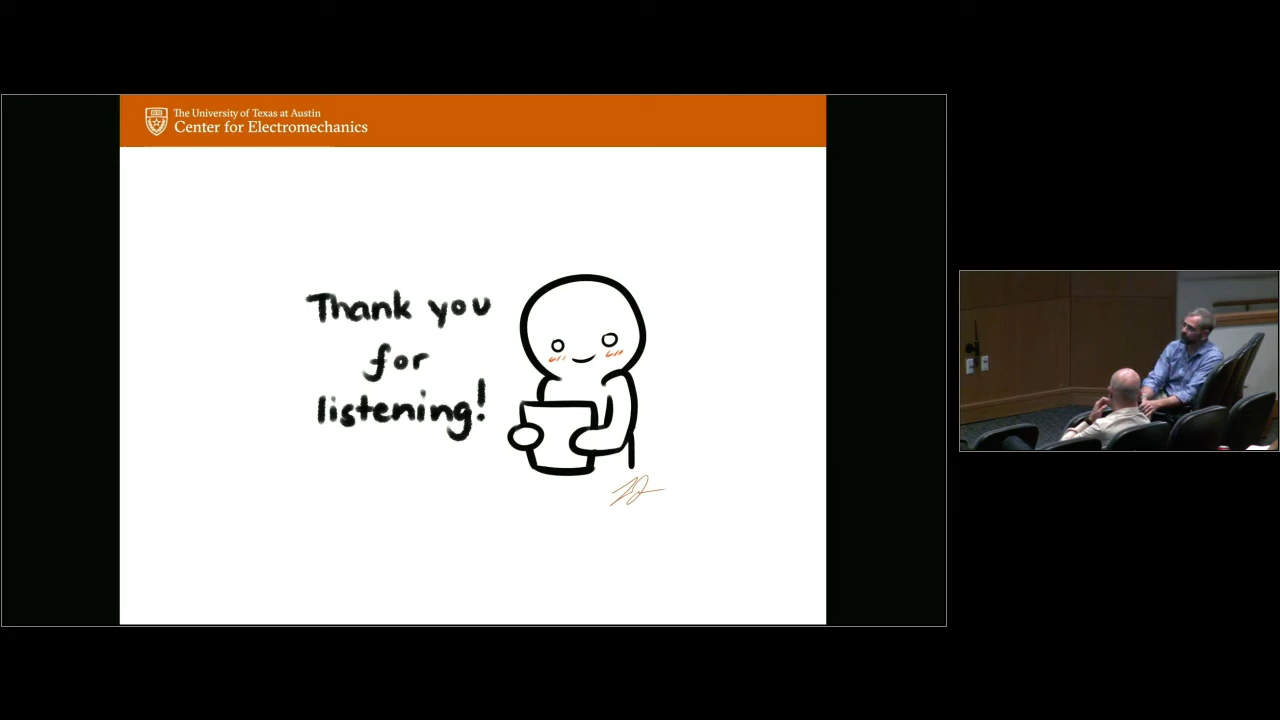 The University of Texas at Austin
Center for Electromechanics
Thank you
for
listening!